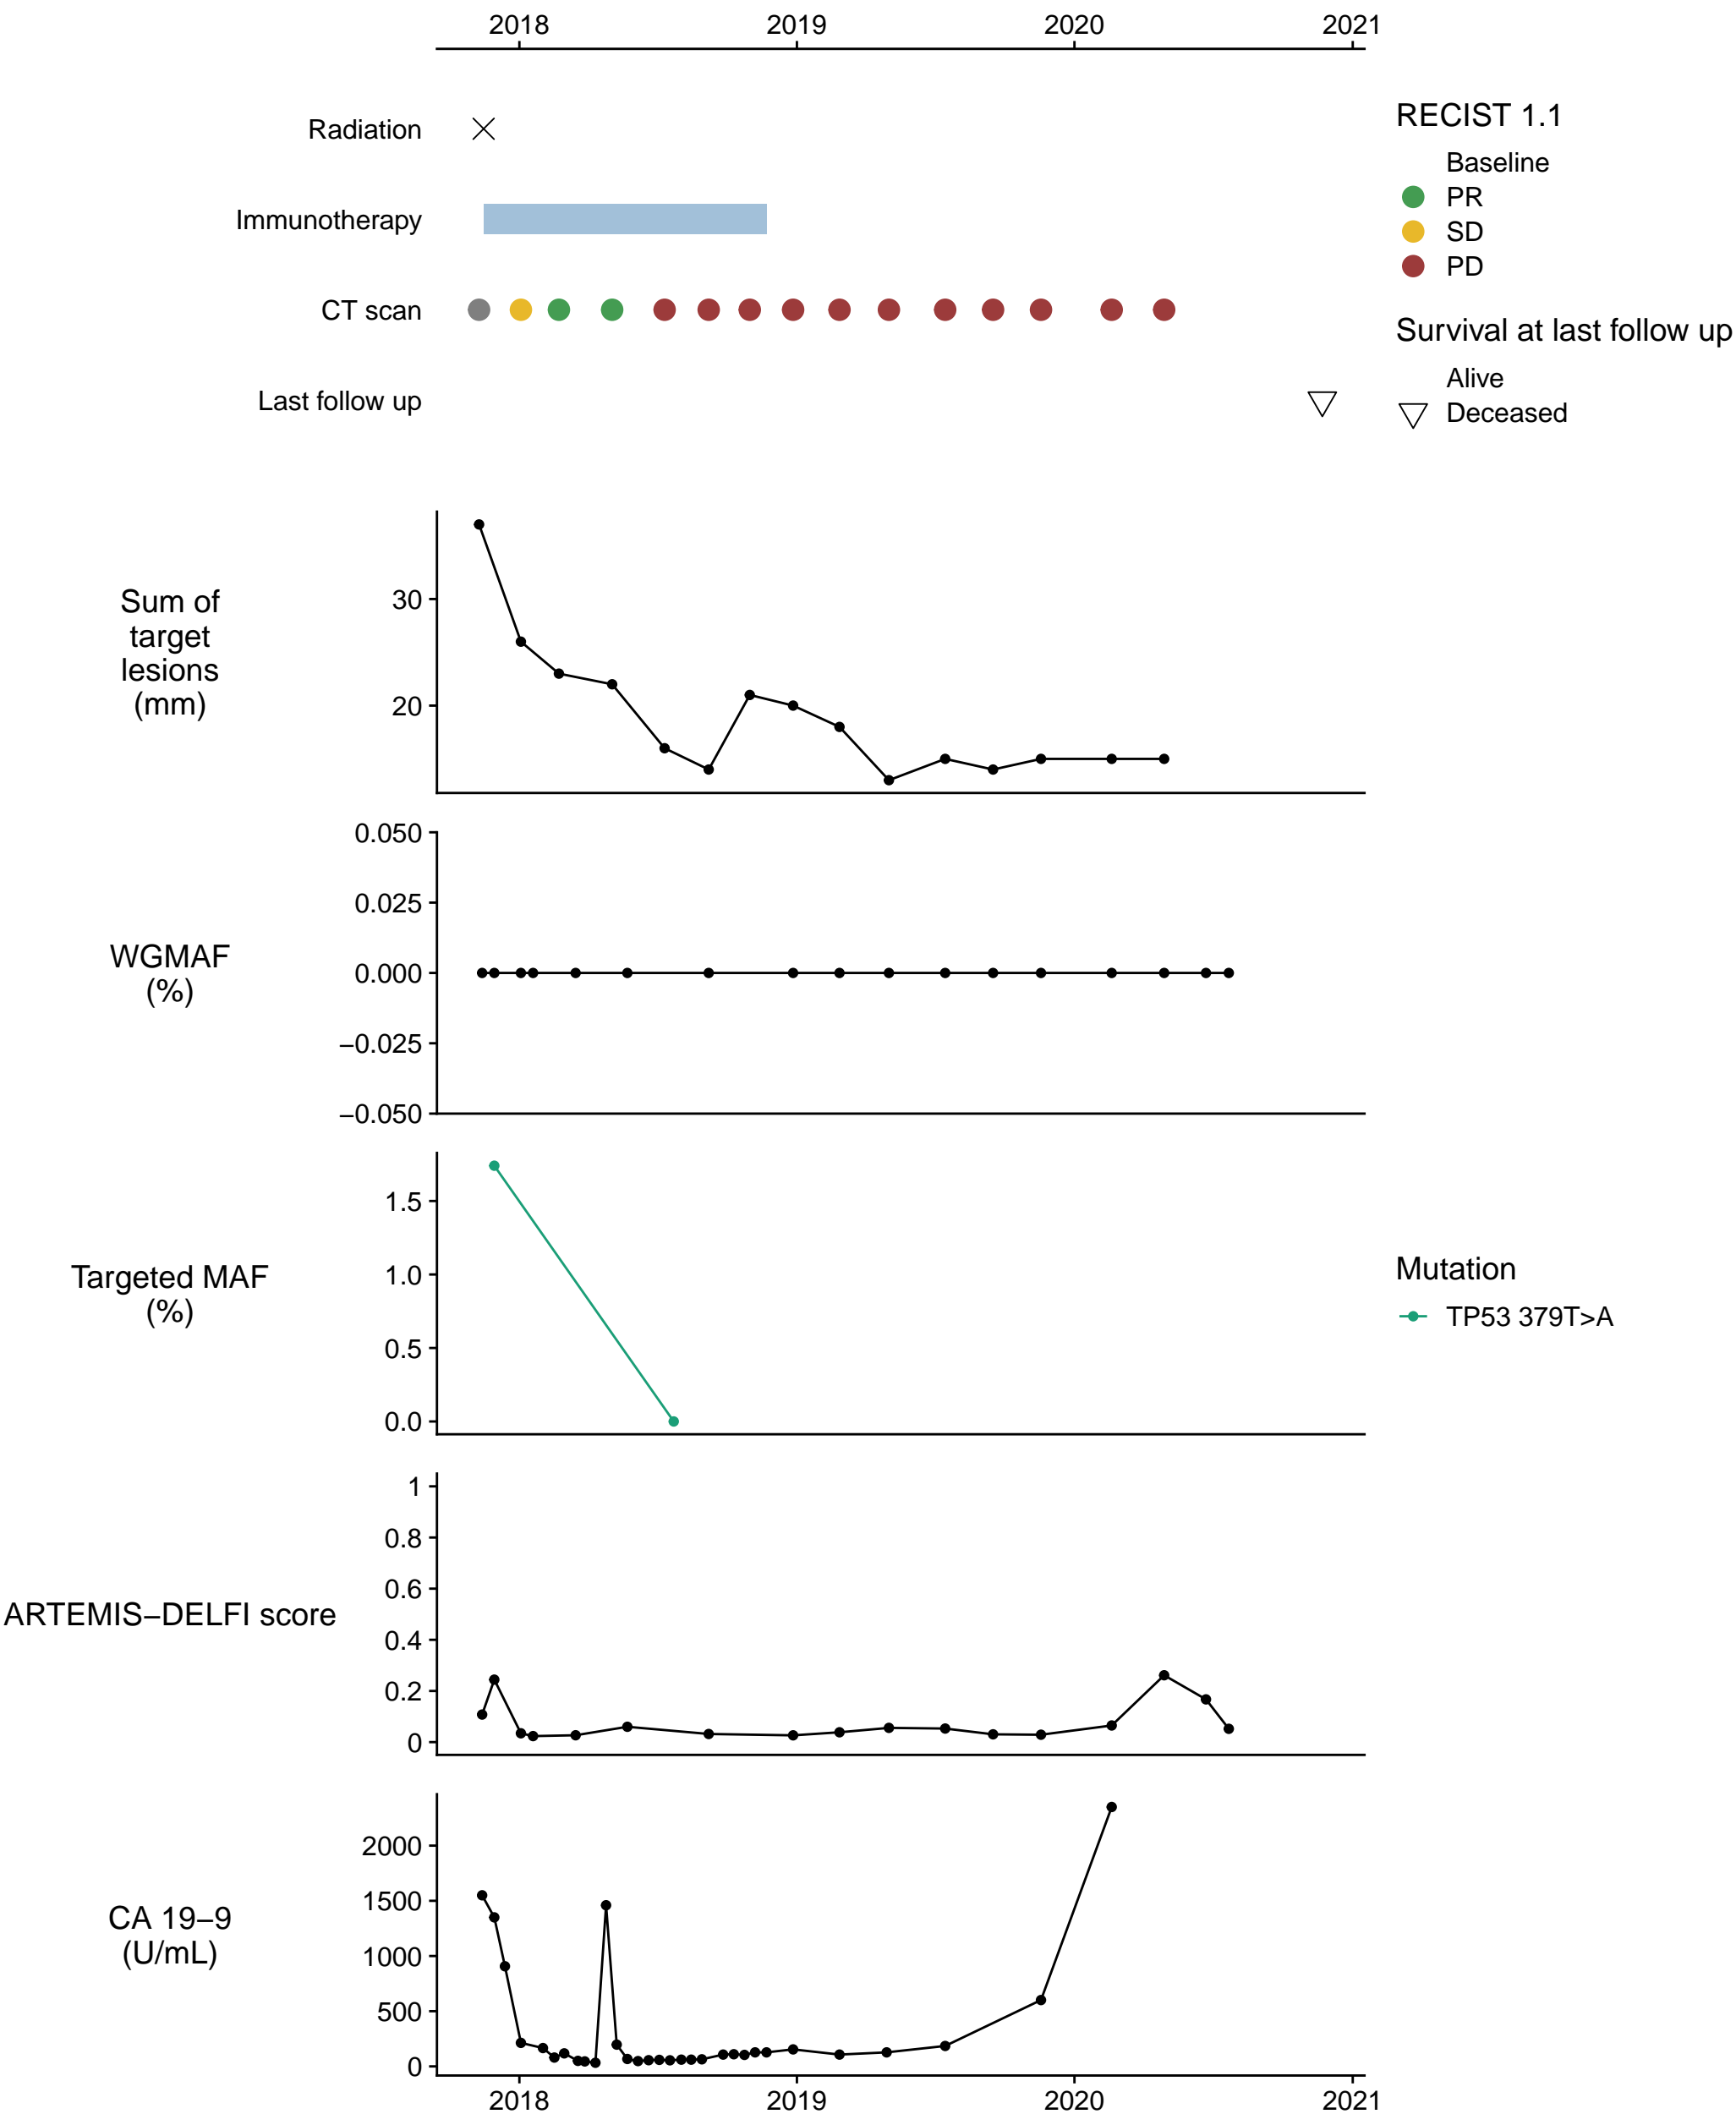 2018 2019 2020 2021
Radiation
Immunotherapy
CT scan
Last follow up
RECIST 1.1
Baseline
PR
SD
PD
Survival at last follow up
Alive
Deceased
Sum of
target
lesions
(mm)
30
20
WGMAF
(%)
0.050
0.025
0.000
−0.025
−0.050
Targeted MAF
(%)
1.5
1.0
0.5
0.0
Mutation
TP53 379T>A
ARTEMIS−DELFI score
1
0.8
0.6
0.4
0.2
0
CA 19−9
(U/mL)
2000
1500
1000
500
0
2018 2019 2020 2021